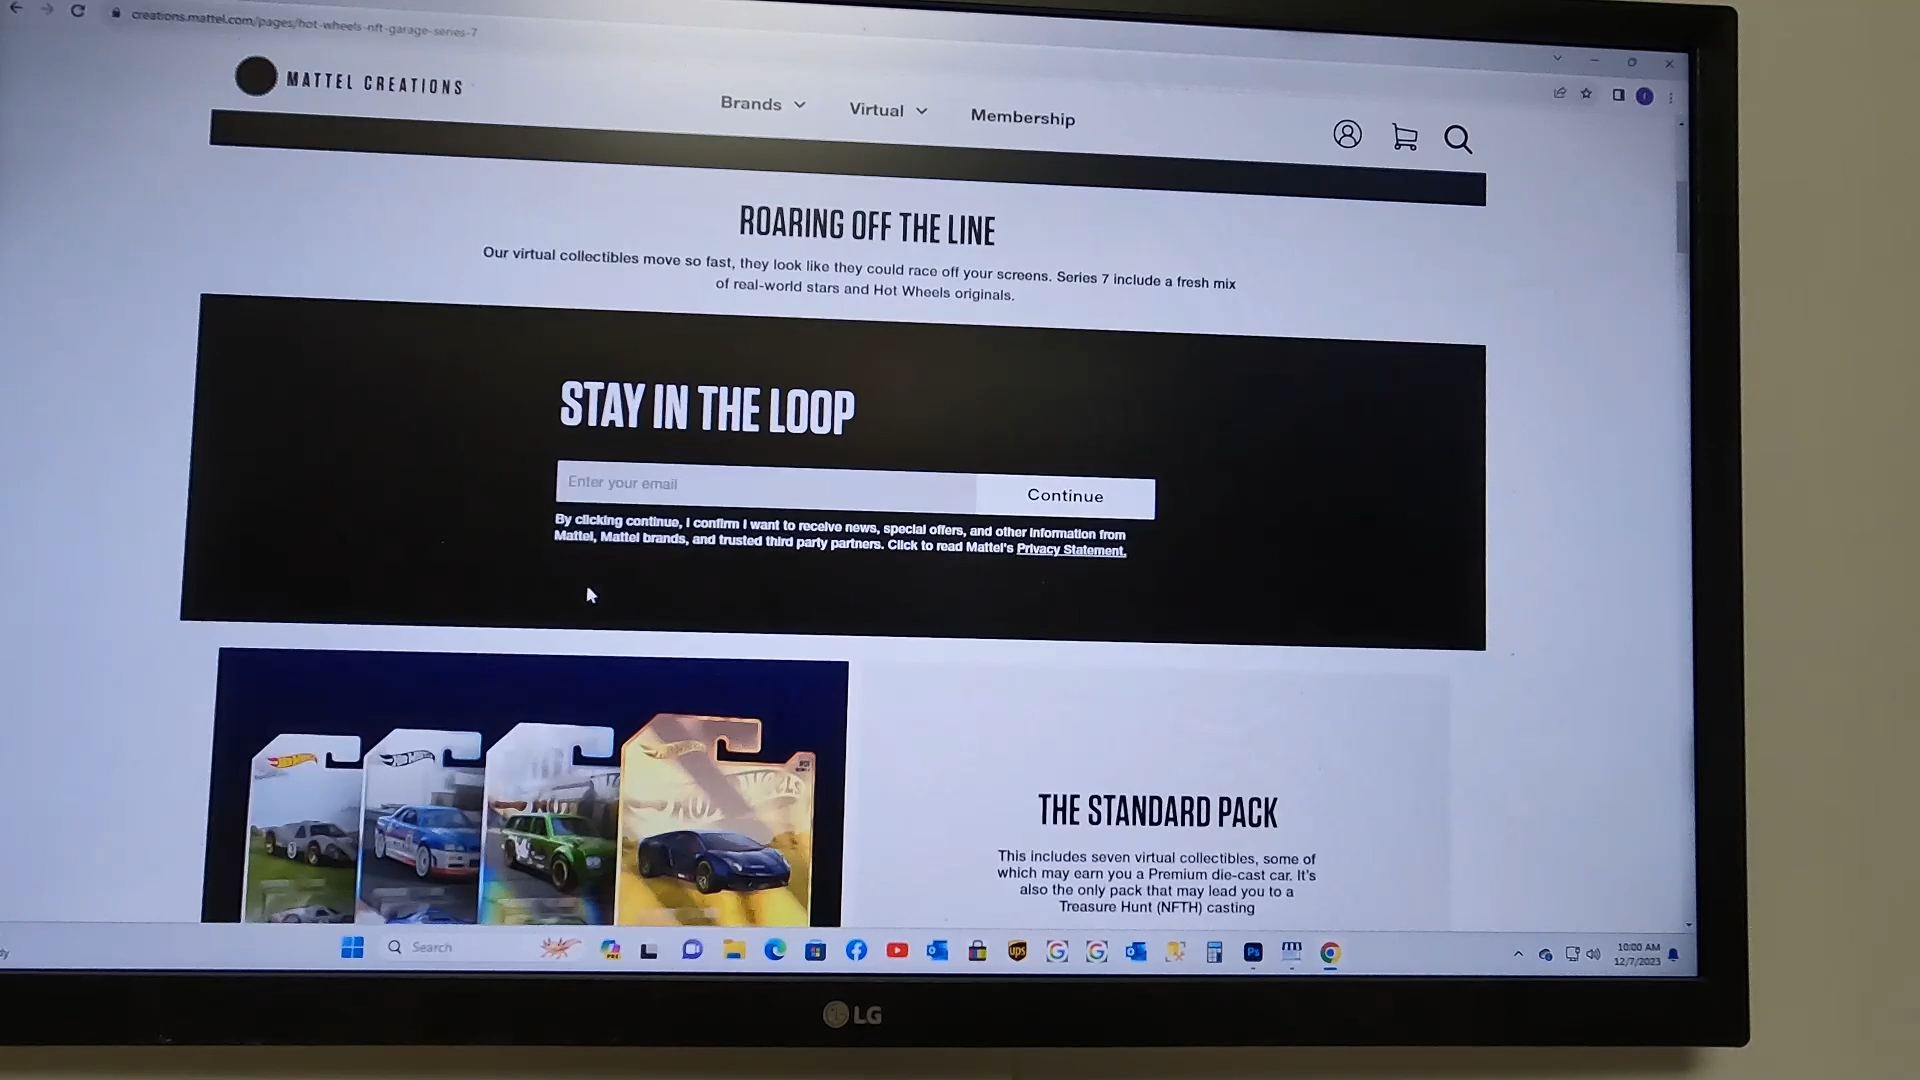 creations.mattel.com/pages/hot-wheels-nft-garage-series-7
MATTEL CREATIONS
Brands
Virtual
Membership
ROARING OFF THE LINE
Our virtual collectibles move so fast, they look like they could race off your screens. Series 7 include a fresh mix
of real-world stars and Hot Wheels originals.
STAY IN THE LOOP
Enter your email
Continue
By clicking continue, I confirm I want to receive news, special offers, and other information from
Mattel, Mattel brands, and trusted third party partners. Click to read Mattel's Privacy Statement.
THE STANDARD PACK
This includes seven virtual collectibles, some of
which may earn you a Premium die-cast car. It's
also the only pack that may lead you to a
Treasure Hunt (NFTH) casting
Search
PRE
ups
Ps
10:00 AM
12/7/2023
LG